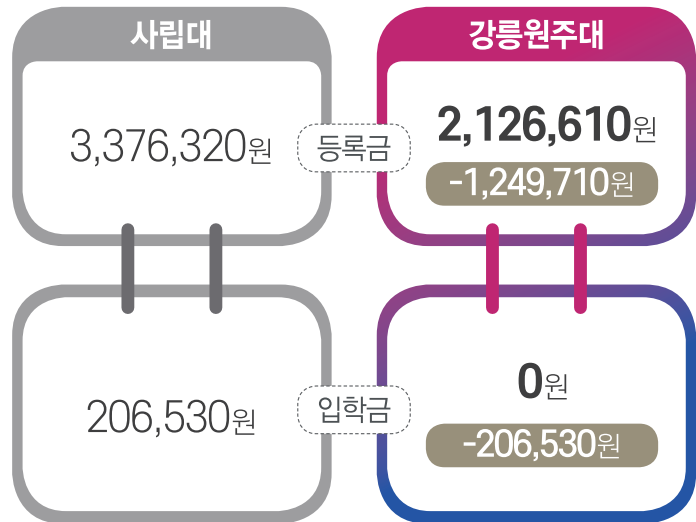 사립대
강릉원주대
3,376,320원
등록금
2,126,610원
-1,249,710원
206,530원
입학금
0원
-206,530원